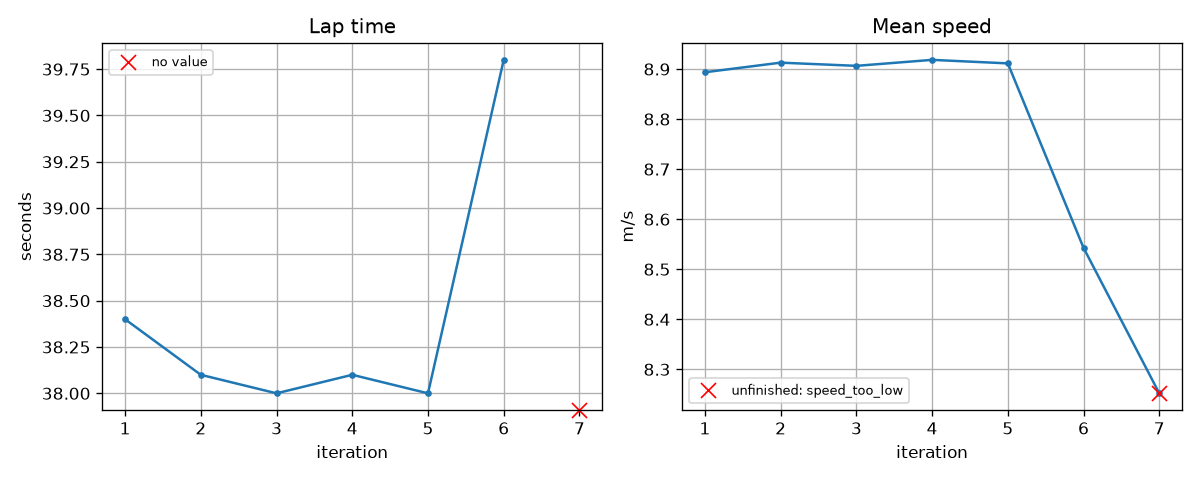 Lap time
no value
39.75
39.50
39.25
39.00
38.75
38.50
38.25
38.00
seconds
1 2 3 4 5 6 7
iteration
Mean speed
8.9
8.8
8.7
8.6
8.5
8.4
8.3
m/s
unfinished: speed_too_low
1 2 3 4 5 6 7
iteration